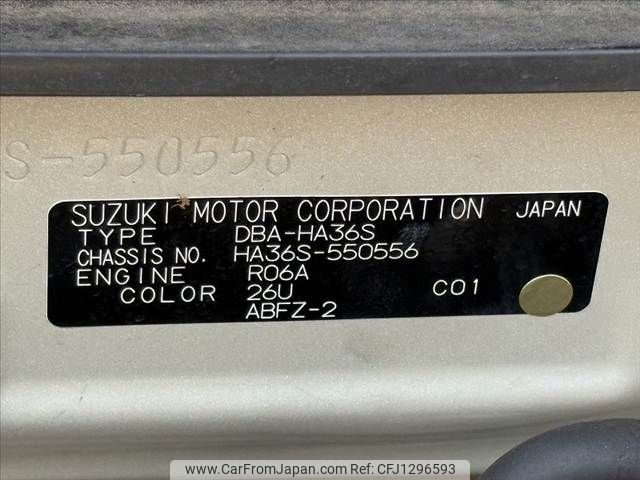 S-550556
SUZUKI MOTOR CORPORATION JAPAN
TYPE DBA-HA36S
CHASSIS NO. HA36S-550556
ENGINE R06A
COLOR 26U C01
ABFZ-2
www.CarFromJapan.com | CFJ1296593